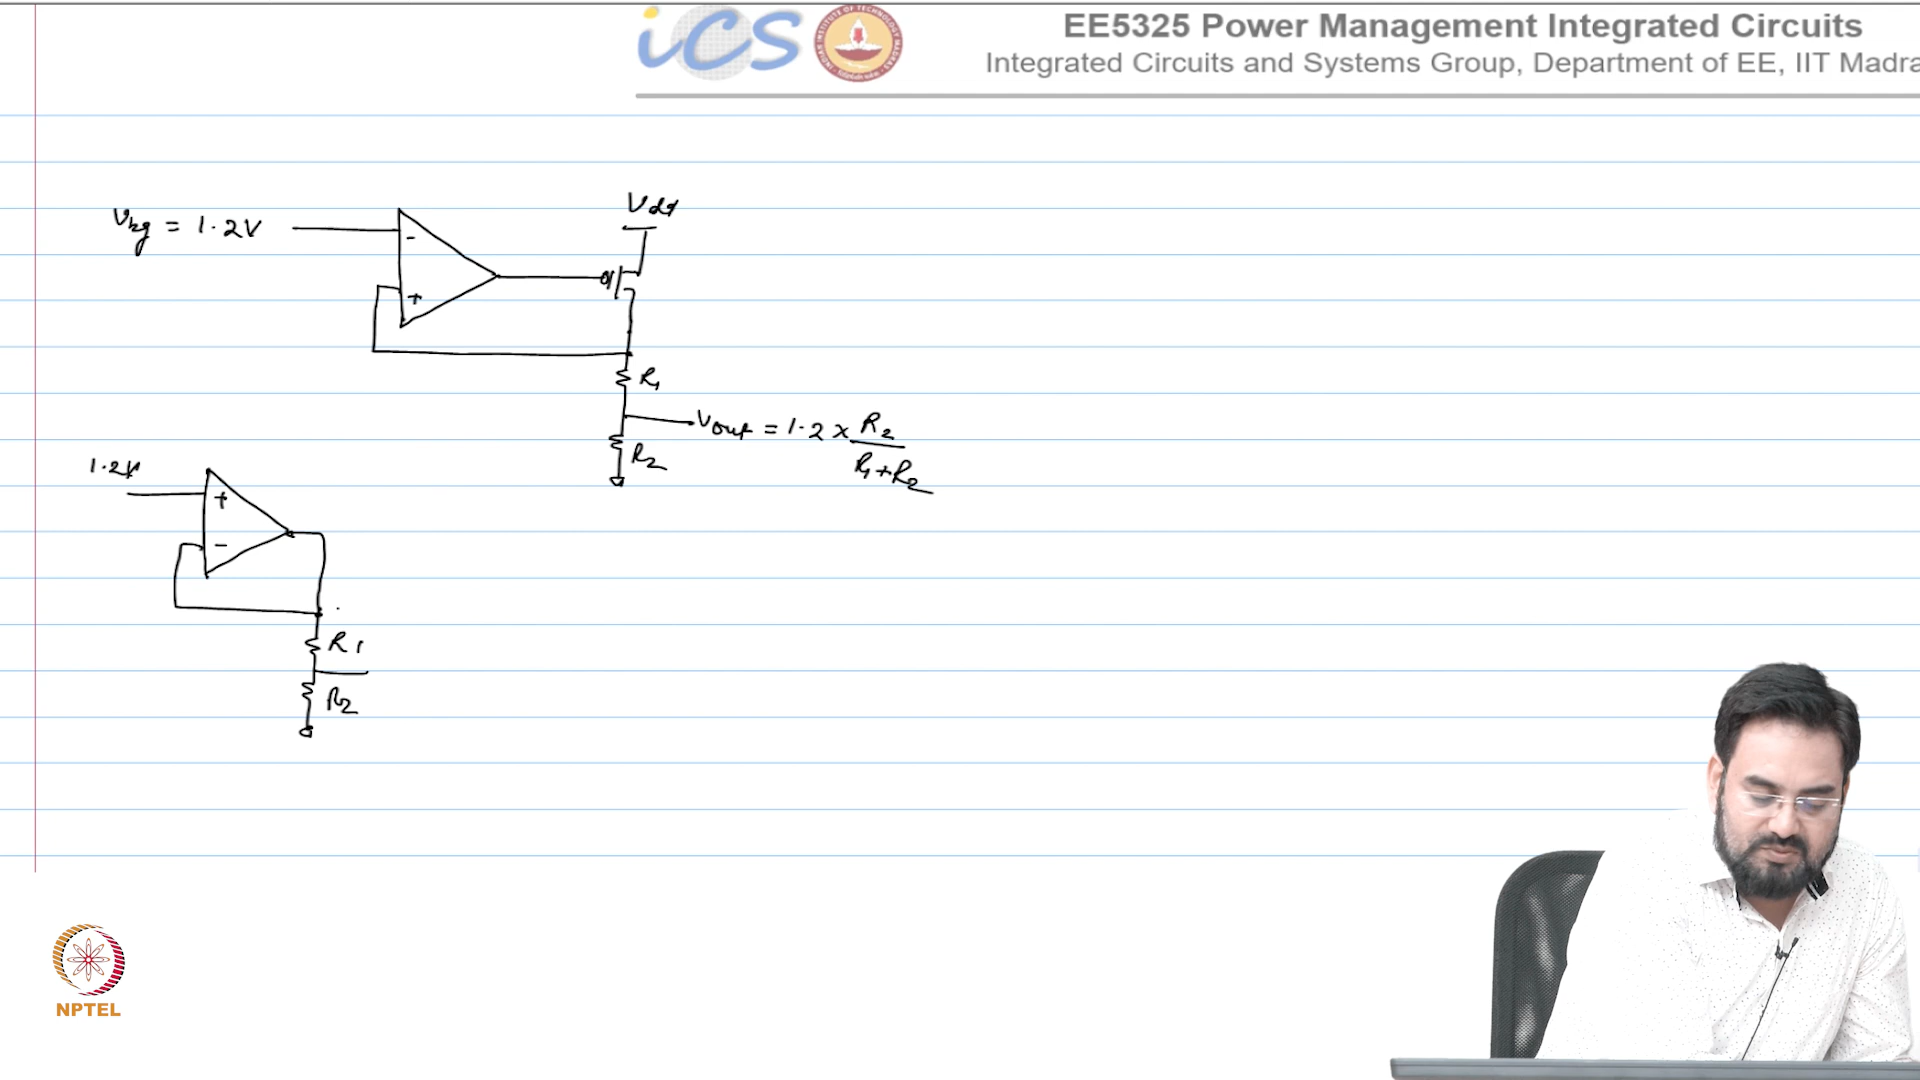 iCS
EE5325 Power Management Integrated Circuits
Integrated Circuits and Systems Group, Department of EE, IIT Madra
Vbg = 1.2V
-
+
Vdd
R1
Vout = 1.2 x R2
R1+R2
R2
1.2V
+
-
R1
R2
NPTEL